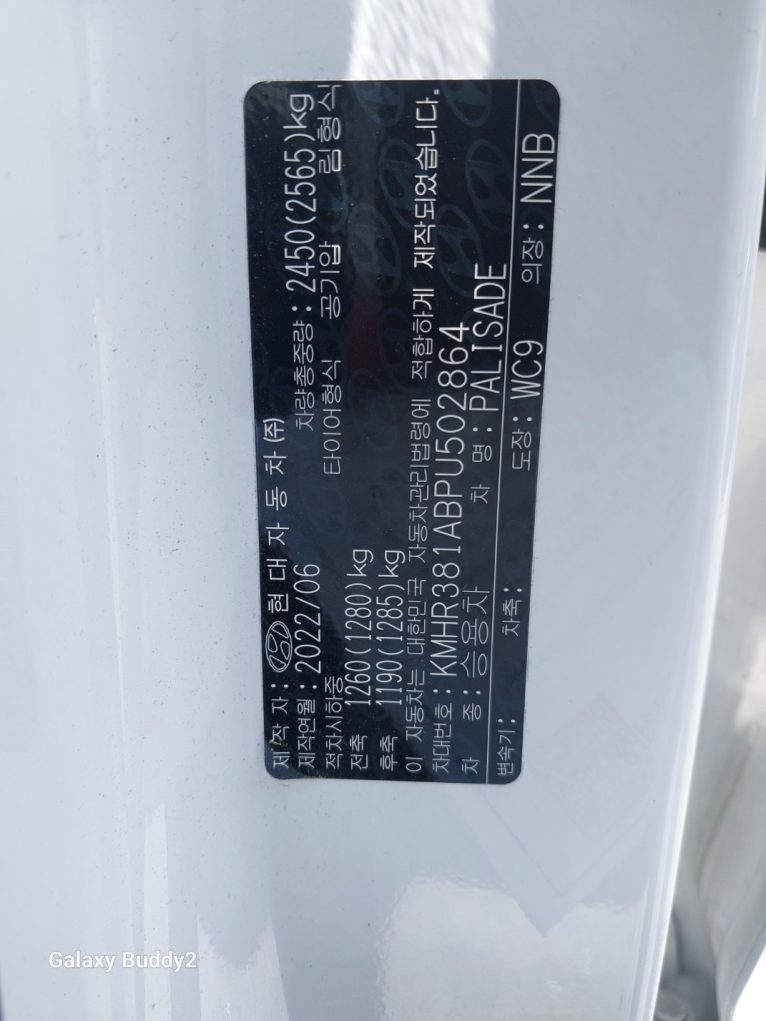 제 작 자 : 현 대 자 동 차 (주)
제작연월 : 2022/06 차량총중량 : 2450(2565)kg
적차시하중 타이어형식 공기압 림형식
전축 1260(1280)kg
후축 1190(1285)kg
이 자동차는 대한민국 자동차관리법령에 적합하게 제작되었습니다.
차대번호 : KMHR381ABPU502864
차 종 : 승용차 차 명 : PALISADE
변속기 : 차축 : 도장 : WC9 의장 : NNB
Galaxy Buddy2